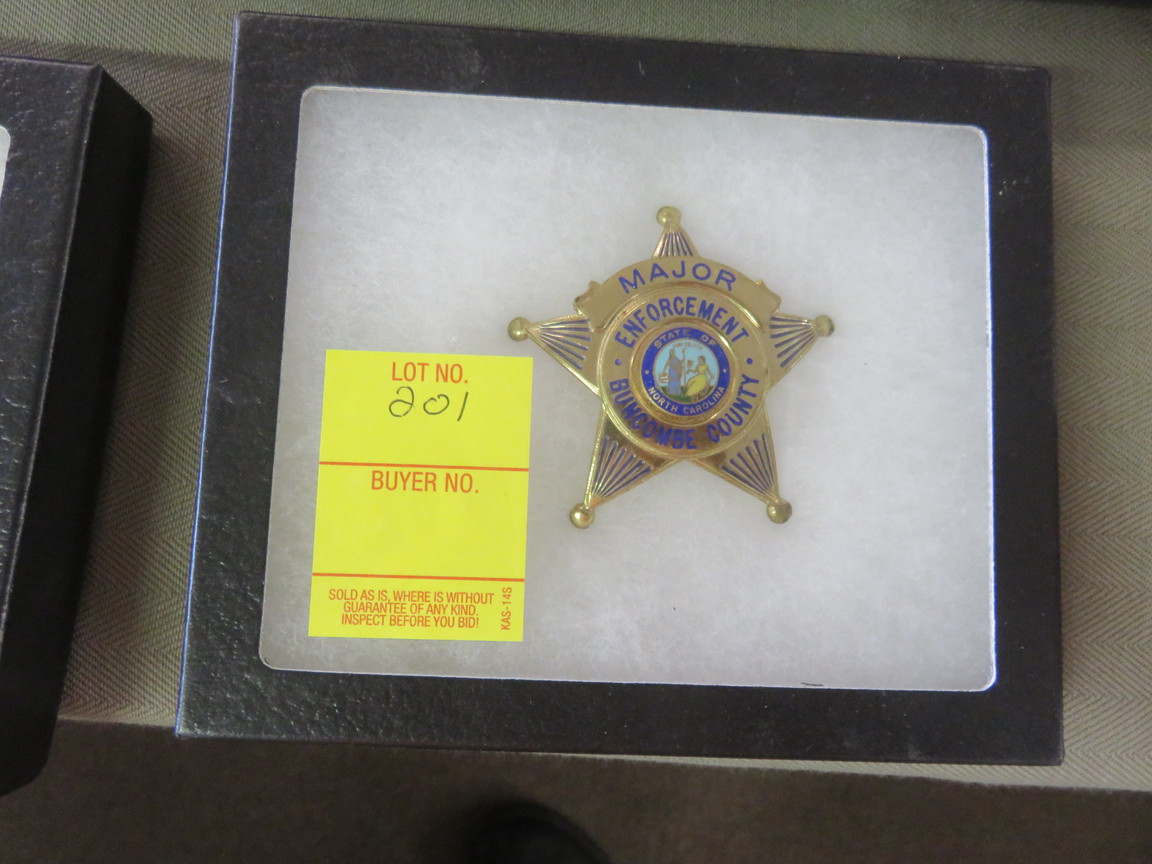 LOT NO.
201
BUYER NO.
SOLD AS IS, WHERE IS WITHOUT
GUARANTEE OF ANY KIND.
INSPECT BEFORE YOU BID!
KAS-14S
MAJOR
ENFORCEMENT
STATE OF
NORTH CAROLINA
BUNCOMBE COUNTY